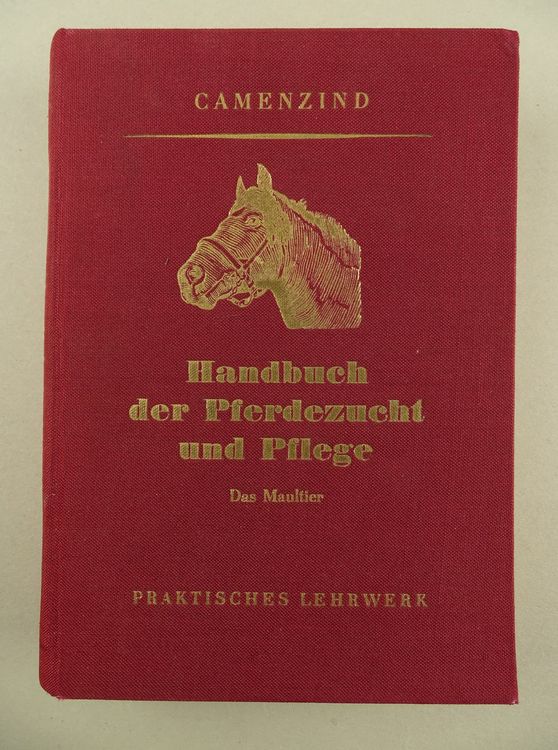 CAMENZIND
Handbuch
der Pferdezucht
und Pflege
Das Maultier
PRAKTISCHES LEHRWERK